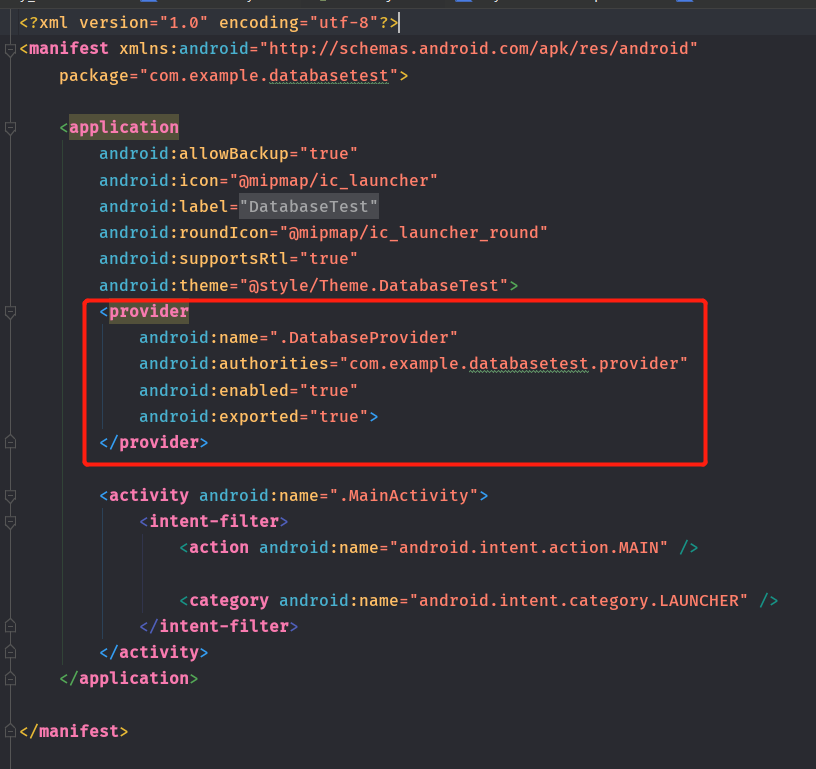 <?xml version="1.0" encoding="utf-8"?>
<manifest xmlns:android="http://schemas.android.com/apk/res/android"
    package="com.example.databasetest">

    <application
        android:allowBackup="true"
        android:icon="@mipmap/ic_launcher"
        android:label="DatabaseTest"
        android:roundIcon="@mipmap/ic_launcher_round"
        android:supportsRtl="true"
        android:theme="@style/Theme.DatabaseTest">
        <provider
            android:name=".DatabaseProvider"
            android:authorities="com.example.databasetest.provider"
            android:enabled="true"
            android:exported="true">
        </provider>

        <activity android:name=".MainActivity">
            <intent-filter>
                <action android:name="android.intent.action.MAIN" />

                <category android:name="android.intent.category.LAUNCHER" />
            </intent-filter>
        </activity>
    </application>

</manifest>